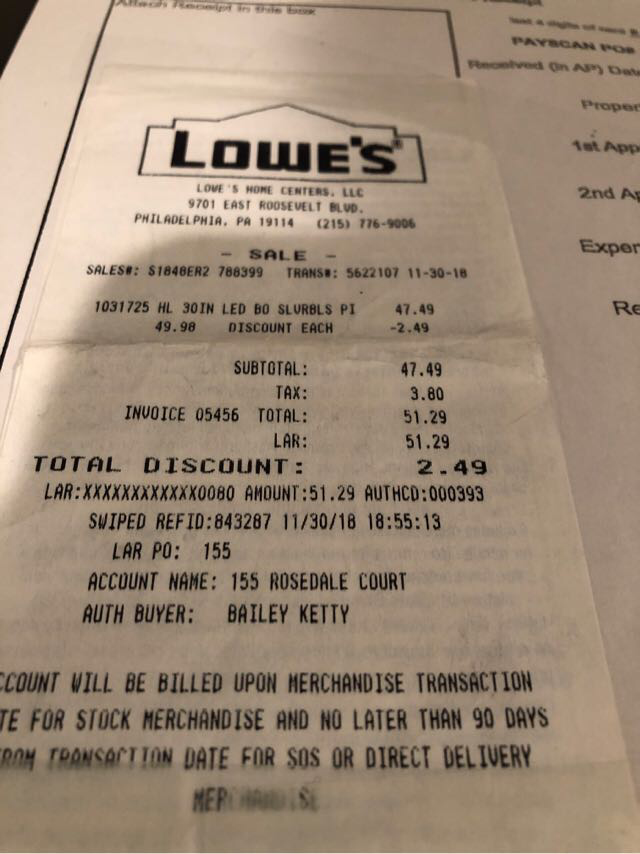 Attach Receipt in this box
PAYSCAN POS
Received (in AP) Date
Proper
1st App
2nd Ap
Exper
Re
LOWE'S®
LOWE'S HOME CENTERS, LLC
9701 EAST ROOSEVELT BLVD.
PHILADELPHIA, PA 19114 (215) 776-9006
- SALE -
SALES#: S1848ER2 788399 TRANS#: 5622107 11-30-18
1031725 HL 30IN LED BO SLVRBLS PI 47.49
49.98 DISCOUNT EACH -2.49
SUBTOTAL: 47.49
TAX: 3.80
INVOICE 05456 TOTAL: 51.29
LAR: 51.29
TOTAL DISCOUNT: 2.49
LAR:XXXXXXXXXXXX0080 AMOUNT:51.29 AUTHCD:000393
SWIPED REFID:843287 11/30/18 18:55:13
LAR PO: 155
ACCOUNT NAME: 155 ROSEDALE COURT
AUTH BUYER: BAILEY KETTY
CCOUNT WILL BE BILLED UPON MERCHANDISE TRANSACTION
TE FOR STOCK MERCHANDISE AND NO LATER THAN 90 DAYS
ROM TRANSACTION DATE FOR SOS OR DIRECT DELIVERY